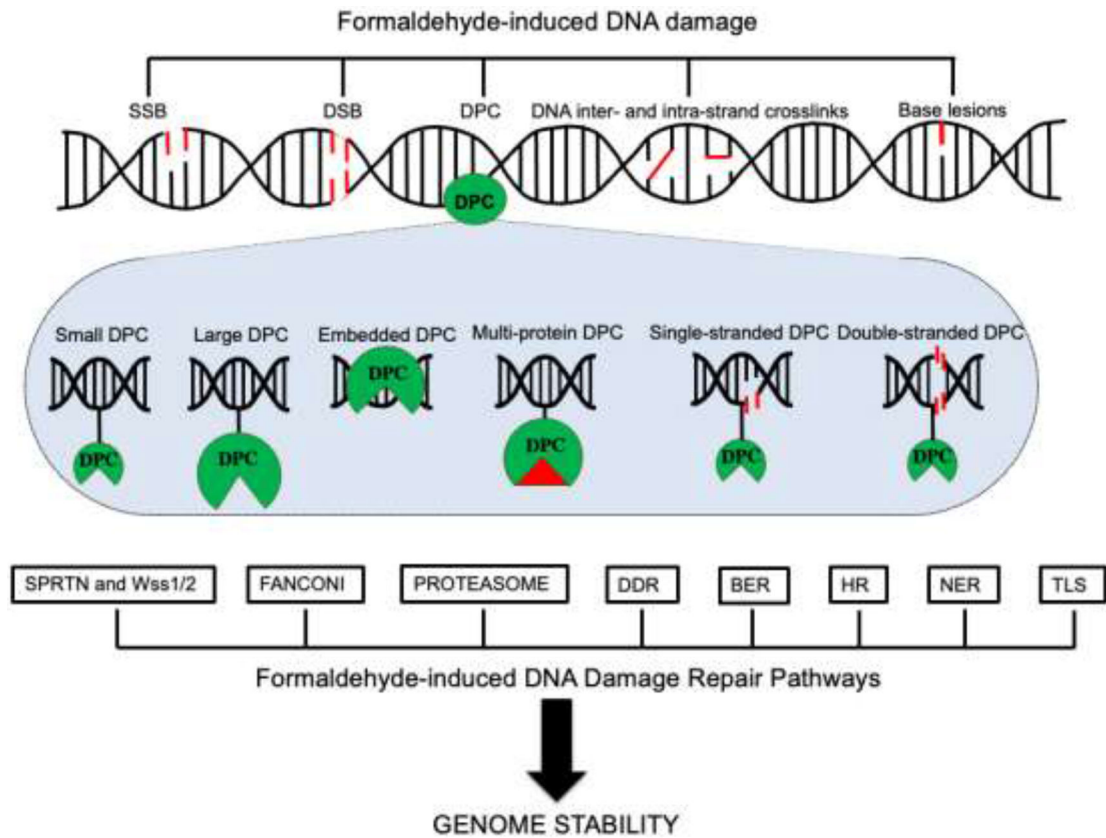 Formaldehyde-induced DNA damage
SSB DSB DPC DNA inter- and intra-strand crosslinks Base lesions
DPC
Small DPC Large DPC Embedded DPC Multi-protein DPC Single-stranded DPC Double-stranded DPC
DPC DPC DPC DPC DPC DPC
SPRTN and Wss1/2 FANCONI PROTEASOME DDR BER HR NER TLS
Formaldehyde-induced DNA Damage Repair Pathways
GENOME STABILITY